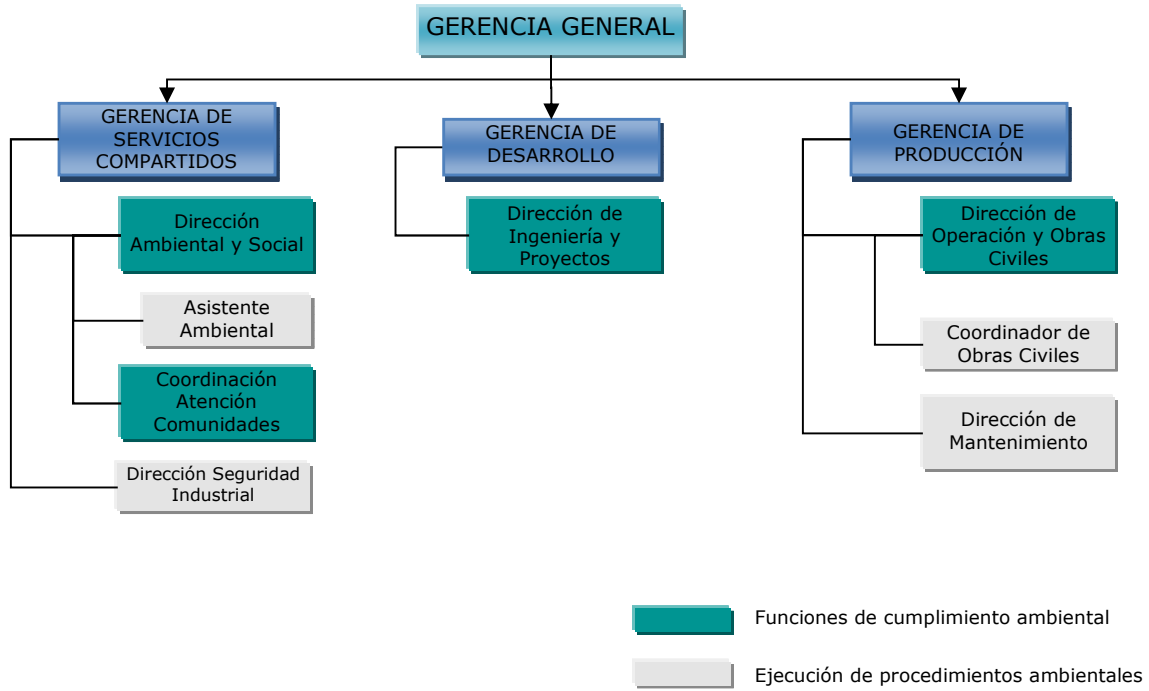 GERENCIA GENERAL
GERENCIA DE
SERVICIOS
COMPARTIDOS
GERENCIA DE
DESARROLLO
GERENCIA DE
PRODUCCIÓN
Dirección
Ambiental y Social
Dirección de
Ingeniería y
Proyectos
Dirección de
Operación y Obras
Civiles
Asistente
Ambiental
Coordinador de
Obras Civiles
Coordinación
Atención
Comunidades
Dirección de
Mantenimiento
Dirección Seguridad
Industrial
Funciones de cumplimiento ambiental
Ejecución de procedimientos ambientales